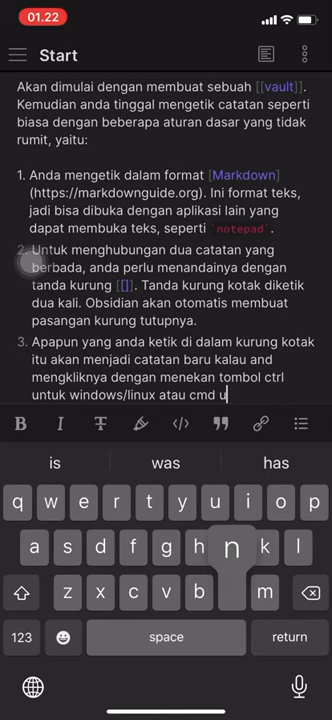 01.22
Start
Akan dimulai dengan membuat sebuah [[vault]].
Kemudian anda tinggal mengetik catatan seperti
biasa dengan beberapa aturan dasar yang tidak
rumit, yaitu:
1. Anda mengetik dalam format [Markdown]
(https://markdownguide.org). Ini format teks,
jadi bisa dibuka dengan aplikasi lain yang
dapat membuka teks, seperti `notepad`.
2. Untuk menghubungan dua catatan yang
berbada, anda perlu menandainya dengan
tanda kurung [[]]. Tanda kurung kotak diketik
dua kali. Obsidian akan otomatis membuat
pasangan kurung tutupnya.
3. Apapun yang anda ketik di dalam kurung kotak
itu akan menjadi catatan baru kalau and
mengkliknya dengan menekan tombol ctrl
untuk windows/linux atau cmd u
B I T </> 99
is was has
q w e r t y u i o p
a s d f g h n k l
z x c v b m
123 space return